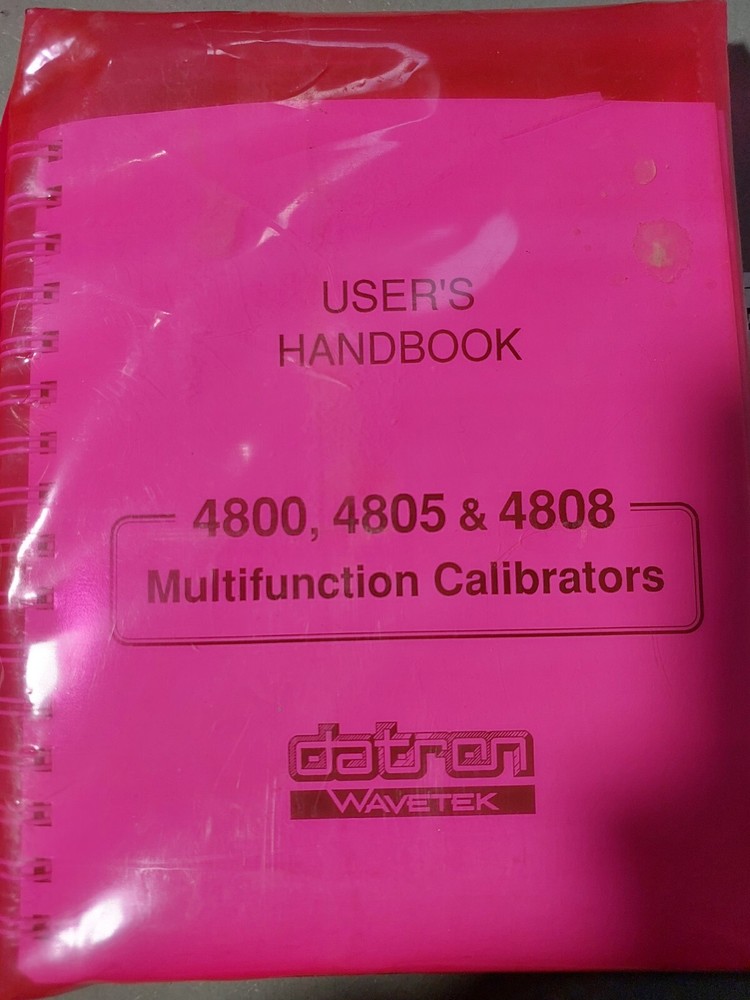 USER'S
HANDBOOK
4800, 4805 & 4808
Multifunction Calibrators
datron
WAVETEK